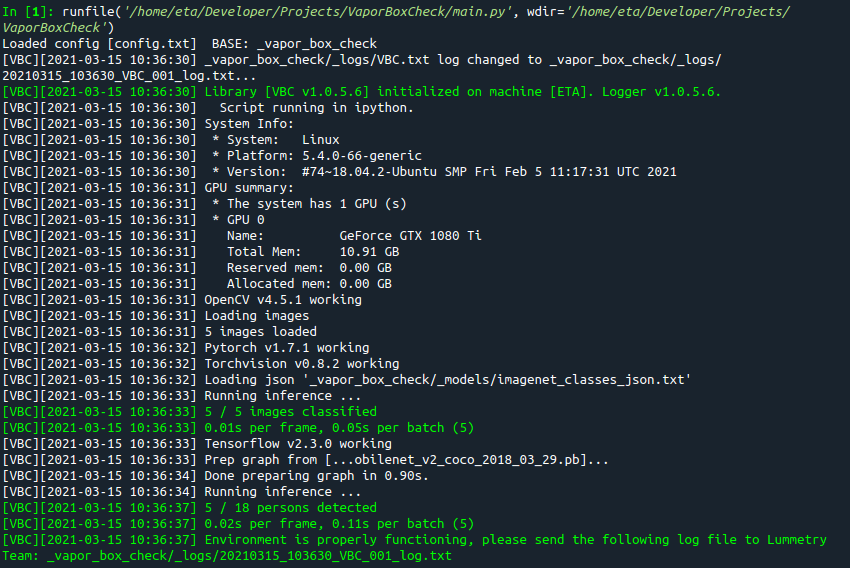 In [1]: runfile('/home/eta/Developer/Projects/VaporBoxCheck/main.py', wdir='/home/eta/Developer/Projects/
VaporBoxCheck')
Loaded config [config.txt]  BASE: _vapor_box_check
[VBC][2021-03-15 10:36:30] _vapor_box_check/_logs/VBC.txt log changed to _vapor_box_check/_logs/
20210315_103630_VBC_001_log.txt...
[VBC][2021-03-15 10:36:30] Library [VBC v1.0.5.6] initialized on machine [ETA]. Logger v1.0.5.6.
[VBC][2021-03-15 10:36:30]   Script running in ipython.
[VBC][2021-03-15 10:36:30] System Info:
[VBC][2021-03-15 10:36:30]  * System:   Linux
[VBC][2021-03-15 10:36:30]  * Platform: 5.4.0-66-generic
[VBC][2021-03-15 10:36:30]  * Version:  #74~18.04.2-Ubuntu SMP Fri Feb 5 11:17:31 UTC 2021
[VBC][2021-03-15 10:36:31] GPU summary:
[VBC][2021-03-15 10:36:31]  * The system has 1 GPU (s)
[VBC][2021-03-15 10:36:31]  * GPU 0
[VBC][2021-03-15 10:36:31]    Name:          GeForce GTX 1080 Ti
[VBC][2021-03-15 10:36:31]    Total Mem:     10.91 GB
[VBC][2021-03-15 10:36:31]    Reserved mem:  0.00 GB
[VBC][2021-03-15 10:36:31]    Allocated mem: 0.00 GB
[VBC][2021-03-15 10:36:31] OpenCV v4.5.1 working
[VBC][2021-03-15 10:36:31] Loading images
[VBC][2021-03-15 10:36:31] 5 images loaded
[VBC][2021-03-15 10:36:32] Pytorch v1.7.1 working
[VBC][2021-03-15 10:36:32] Torchvision v0.8.2 working
[VBC][2021-03-15 10:36:32] Loading json '_vapor_box_check/_models/imagenet_classes_json.txt'
[VBC][2021-03-15 10:36:33] Running inference ...
[VBC][2021-03-15 10:36:33] 5 / 5 images classified
[VBC][2021-03-15 10:36:33] 0.01s per frame, 0.05s per batch (5)
[VBC][2021-03-15 10:36:33] Tensorflow v2.3.0 working
[VBC][2021-03-15 10:36:33] Prep graph from [...obilenet_v2_coco_2018_03_29.pb]...
[VBC][2021-03-15 10:36:34] Done preparing graph in 0.90s.
[VBC][2021-03-15 10:36:34] Running inference ...
[VBC][2021-03-15 10:36:37] 5 / 18 persons detected
[VBC][2021-03-15 10:36:37] 0.02s per frame, 0.11s per batch (5)
[VBC][2021-03-15 10:36:37] Environment is properly functioning, please send the following log file to Lummetry
Team: _vapor_box_check/_logs/20210315_103630_VBC_001_log.txt